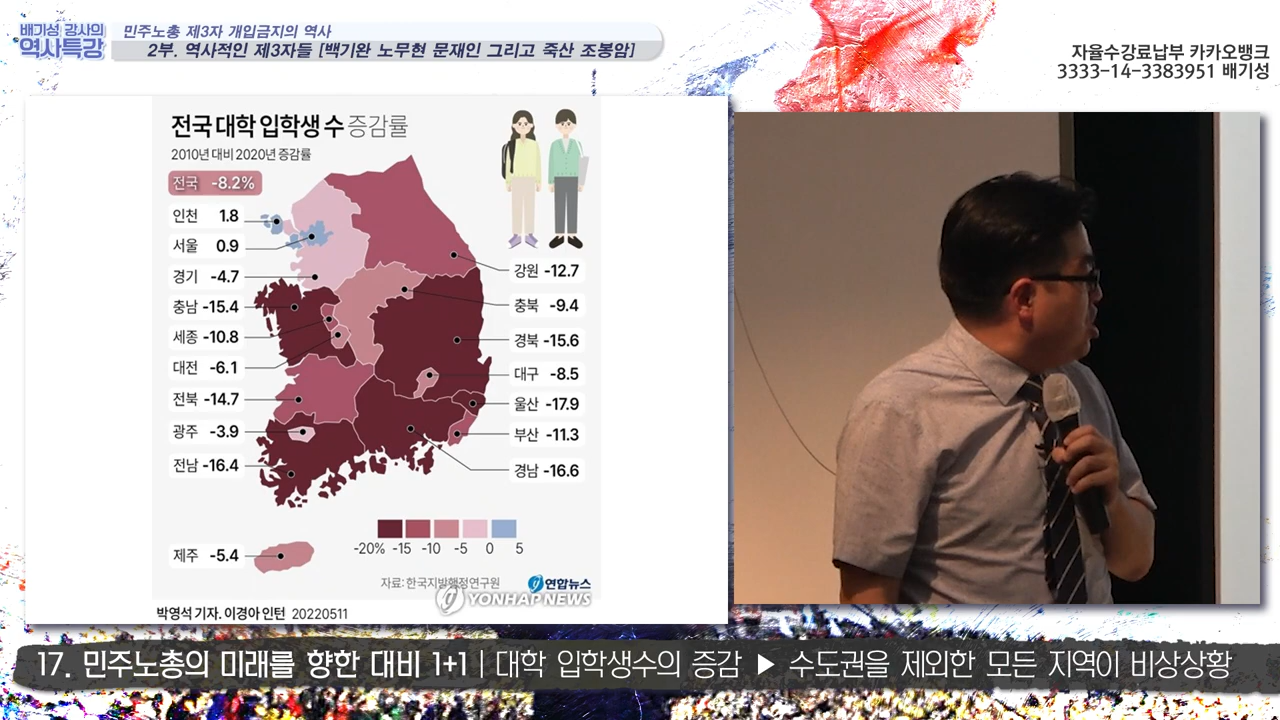 배기성 강사의
역사특강
민주노총 제3자 개입금지의 역사
2부. 역사적인 제3자들 [백기완 노무현 문재인 그리고 죽산 조봉암]
자율수강료납부 카카오뱅크
3333-14-3383951 배기성
전국 대학 입학생 수 증감률
2010년 대비 2020년 증감률
전국 -8.2%
인천 1.8
서울 0.9
경기 -4.7
충남 -15.4
세종 -10.8
대전 -6.1
전북 -14.7
광주 -3.9
전남 -16.4
제주 -5.4
강원 -12.7
충북 -9.4
경북 -15.6
대구 -8.5
울산 -17.9
부산 -11.3
경남 -16.6
-20% -15 -10 -5 0 5
자료: 한국지방행정연구원
연합뉴스
YONHAP NEWS
박영석 기자. 이경아 인턴 20220511
17. 민주노총의 미래를 향한 대비 1+1 | 대학 입학생수의 증감 ▶ 수도권을 제외한 모든 지역이 비상상황